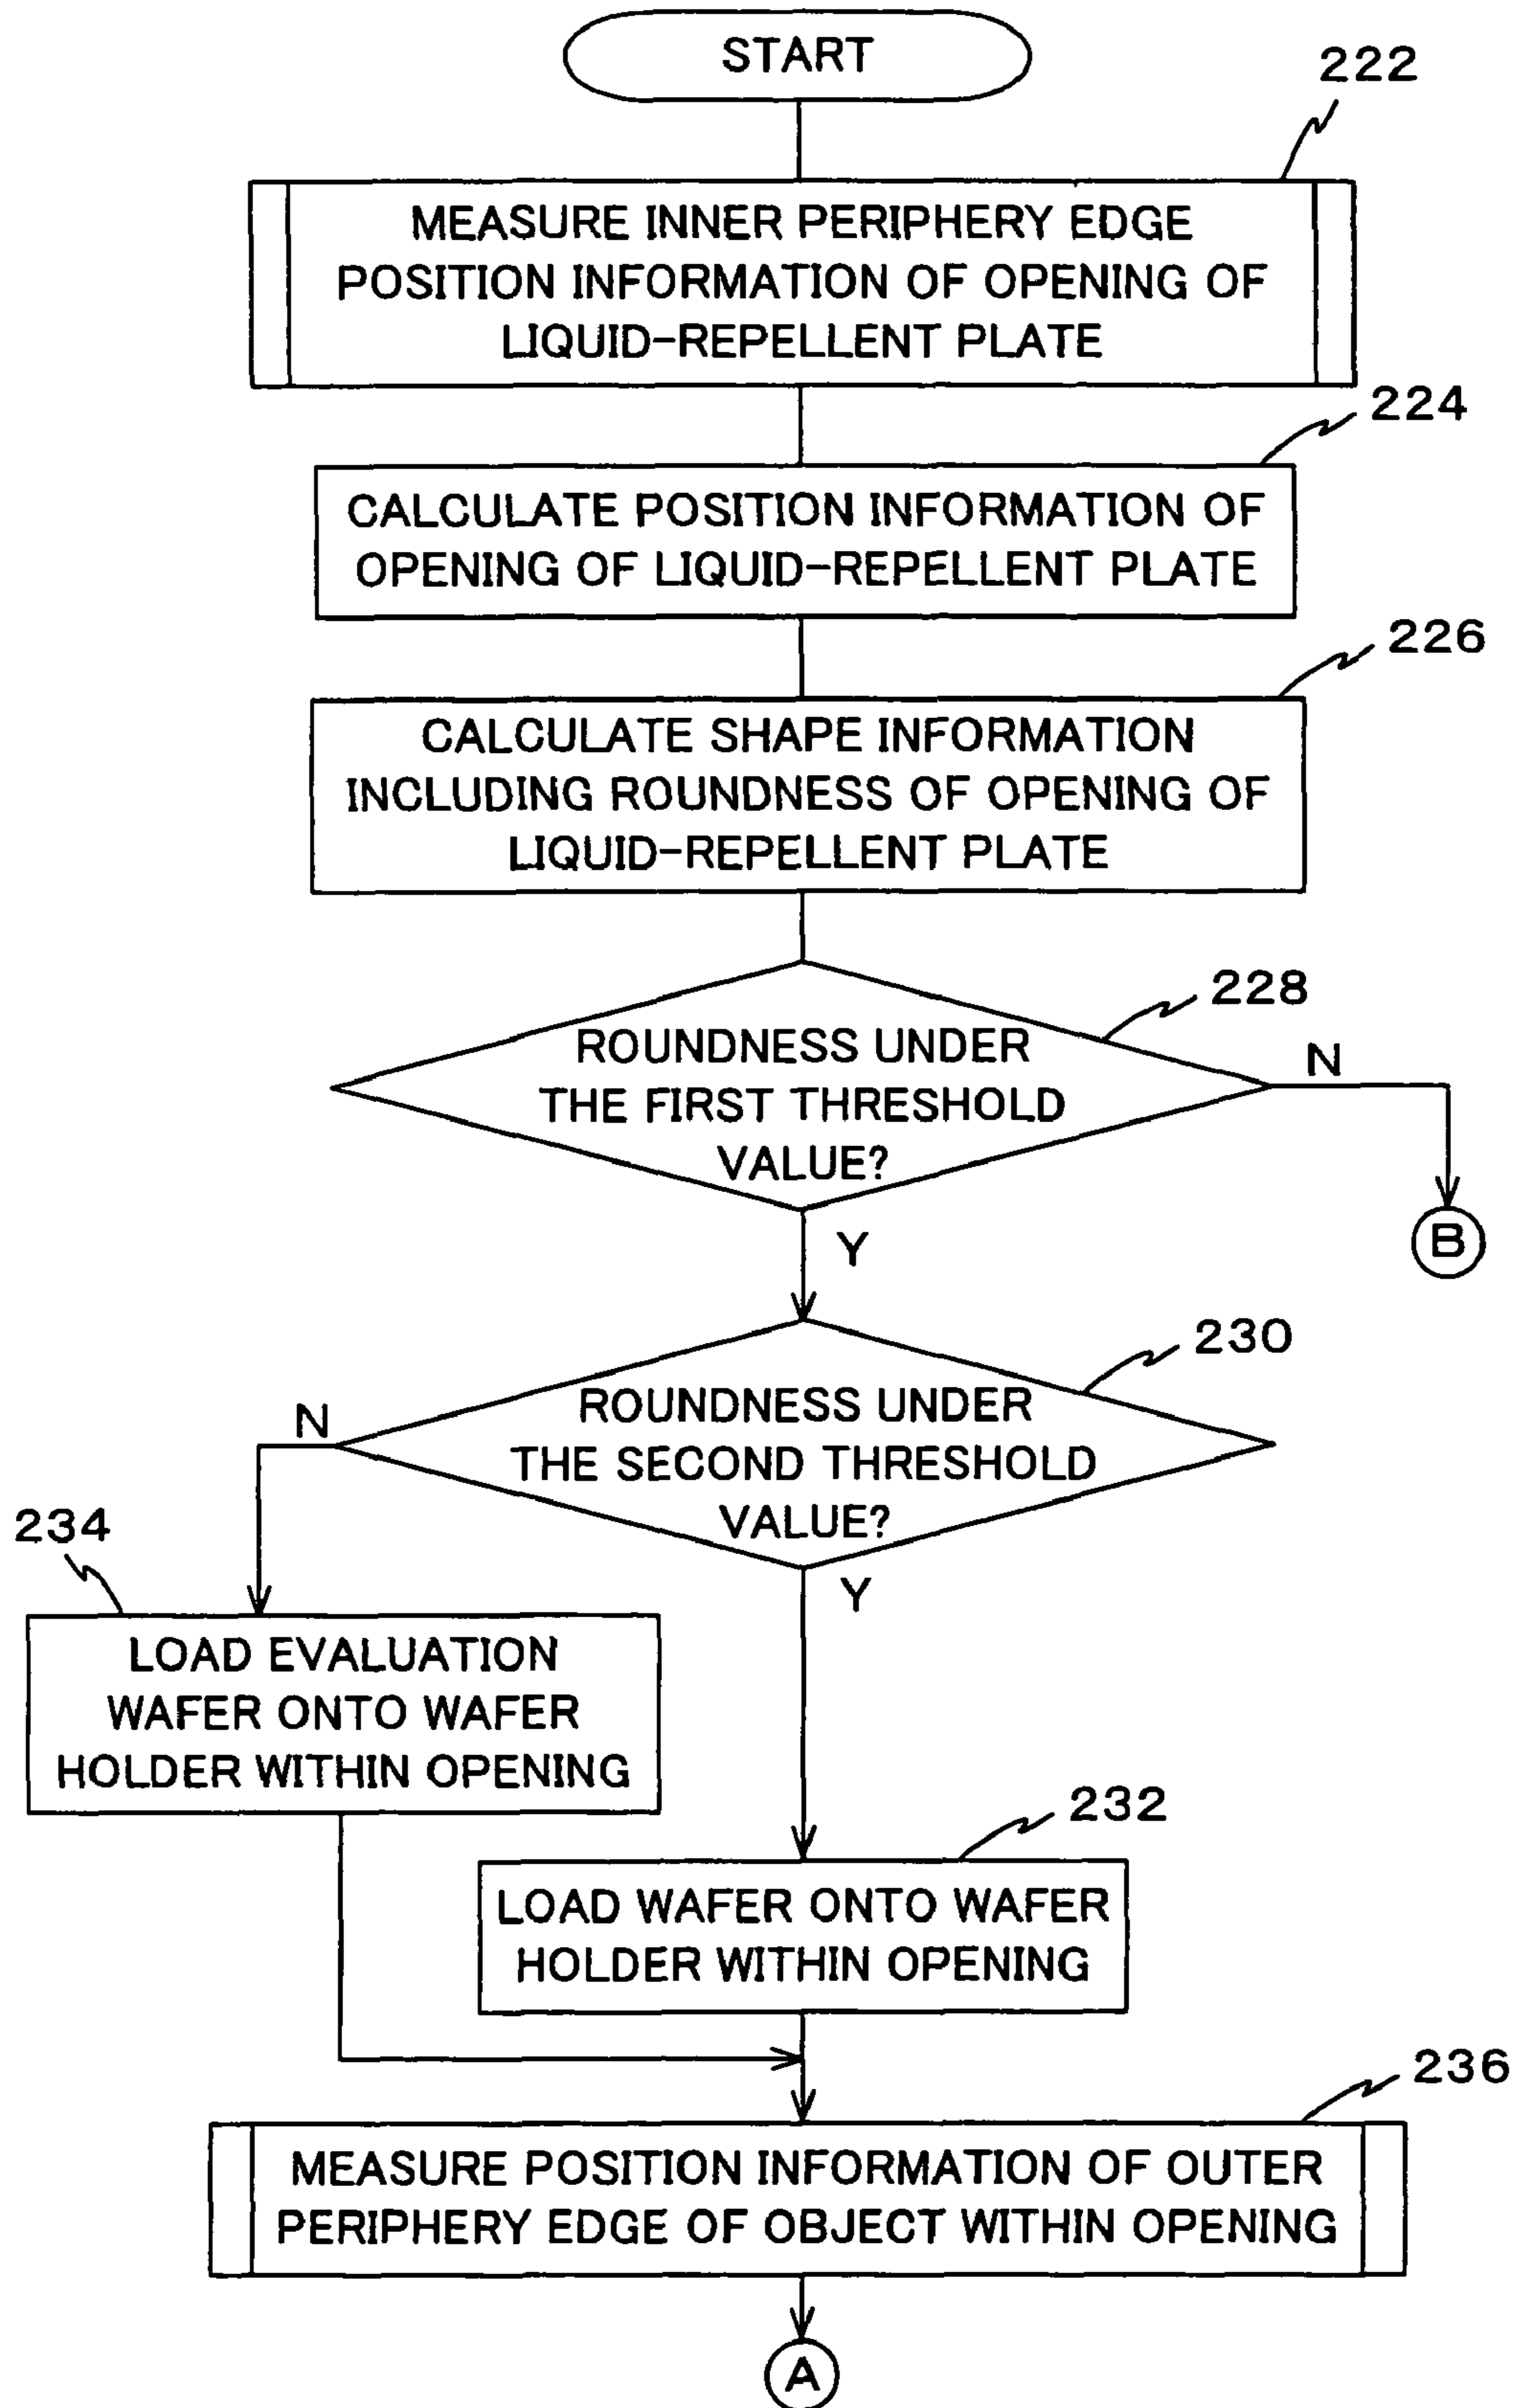 START
222
MEASURE INNER PERIPHERY EDGE
POSITION INFORMATION OF OPENING OF
LIQUID-REPELLENT PLATE
224
CALCULATE POSITION INFORMATION OF
OPENING OF LIQUID-REPELLENT PLATE
226
CALCULATE SHAPE INFORMATION
INCLUDING ROUNDNESS OF OPENING OF
LIQUID-REPELLENT PLATE
228
ROUNDNESS UNDER
THE FIRST THRESHOLD
VALUE?
N
B
Y
230
ROUNDNESS UNDER
THE SECOND THRESHOLD
VALUE?
N
Y
234
LOAD EVALUATION
WAFER ONTO WAFER
HOLDER WITHIN OPENING
232
LOAD WAFER ONTO WAFER
HOLDER WITHIN OPENING
236
MEASURE POSITION INFORMATION OF OUTER
PERIPHERY EDGE OF OBJECT WITHIN OPENING
A